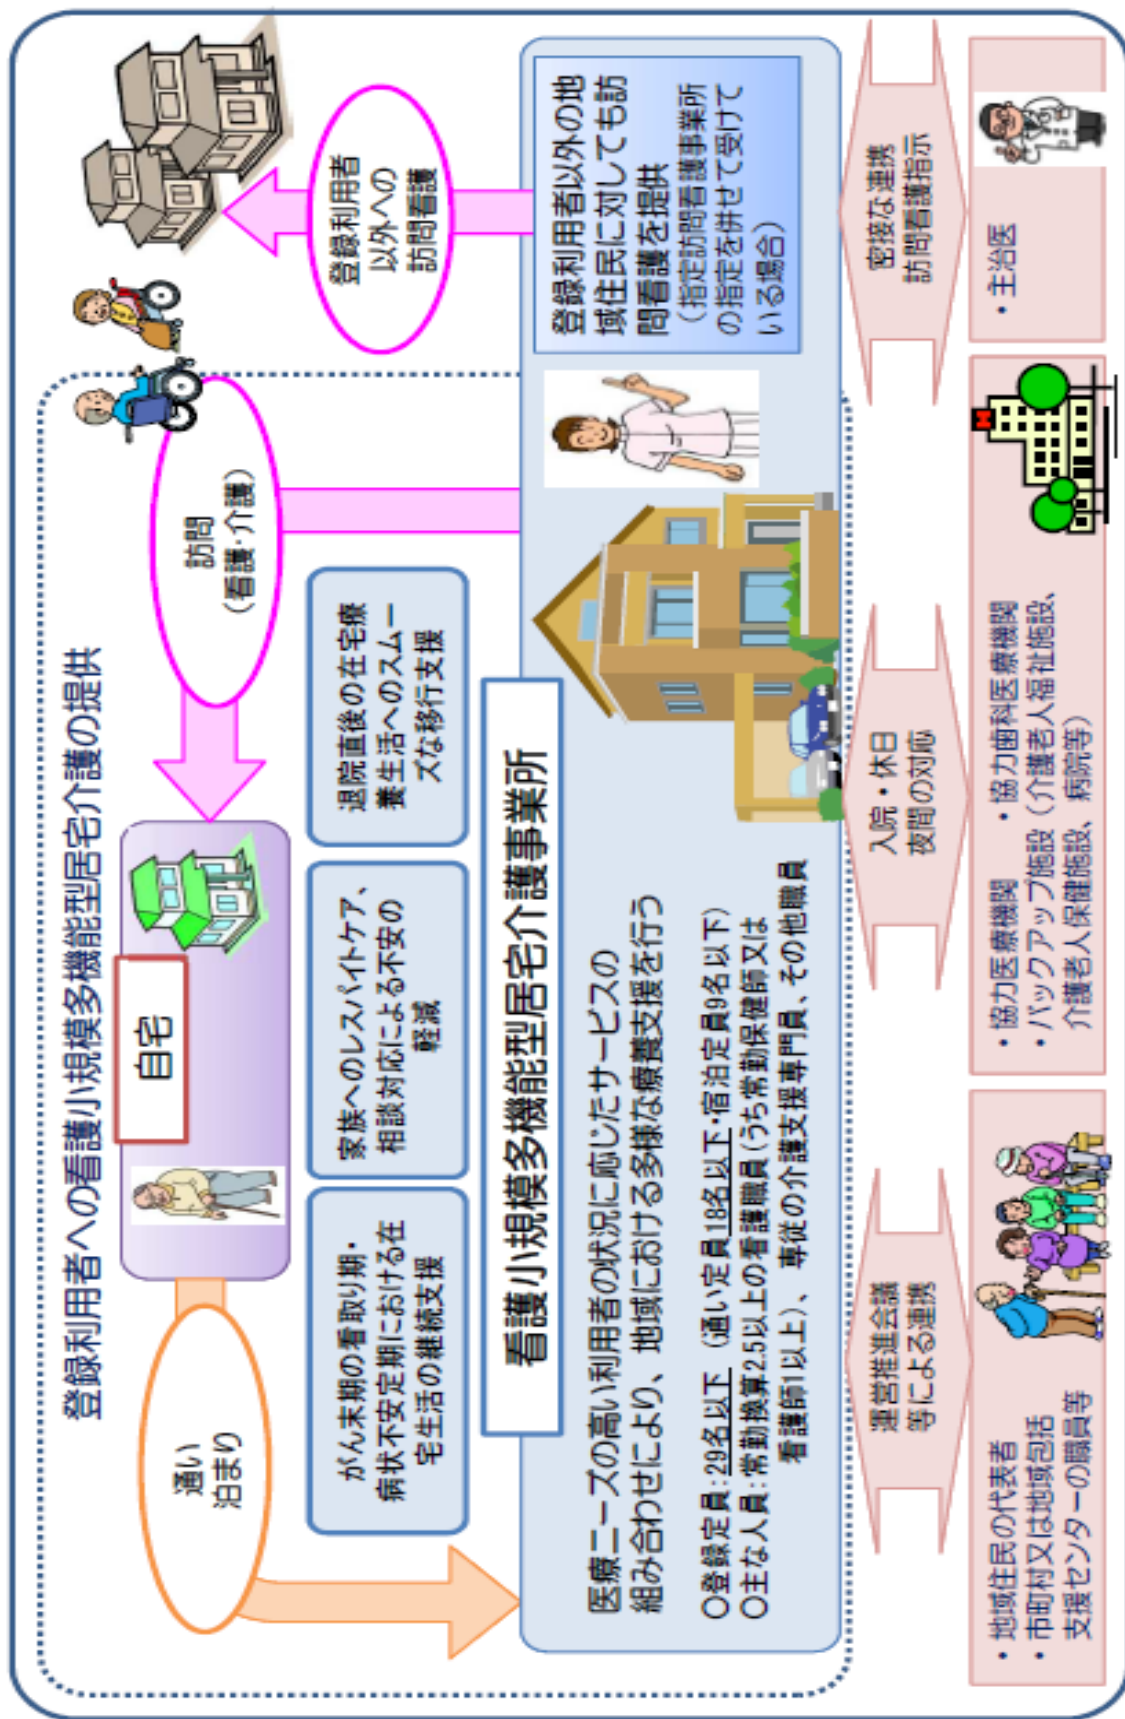 登録利用者への看護小規模多機能型居宅介護の提供
通い
泊まり
自宅
訪問
（看護・介護）
登録利用者
以外への
訪問看護
がん末期の看取り期・
病状不安定期における在
宅生活の継続支援
家族へのレスパイトケア、
相談対応による不安の
軽減
退院直後の在宅療
養生活へのスムー
ズな移行支援
看護小規模多機能型居宅介護事業所
医療ニーズの高い利用者の状況に応じたサービスの
組み合わせにより、地域における多様な療養支援を行う
○登録定員：29名以下 （通い定員18名以下・宿泊定員9名以下）
○主な人員：常勤換算2.5以上の看護職員（うち常勤保健師又は
看護師1以上）、専従の介護支援専門員、その他職員
登録利用者以外の地
域住民に対しても訪
問看護を提供
（指定訪問看護事業所
の指定を併せて受けて
いる場合）
運営推進会議
等による連携
入院・休日
夜間の対応
密接な連携
訪問看護指示
・地域住民の代表者
・市町村又は地域包括
支援センターの職員等
・協力医療機関 ・協力歯科医療機関
・バックアップ施設（介護老人福祉施設、
介護老人保健施設、病院等）
H
・主治医